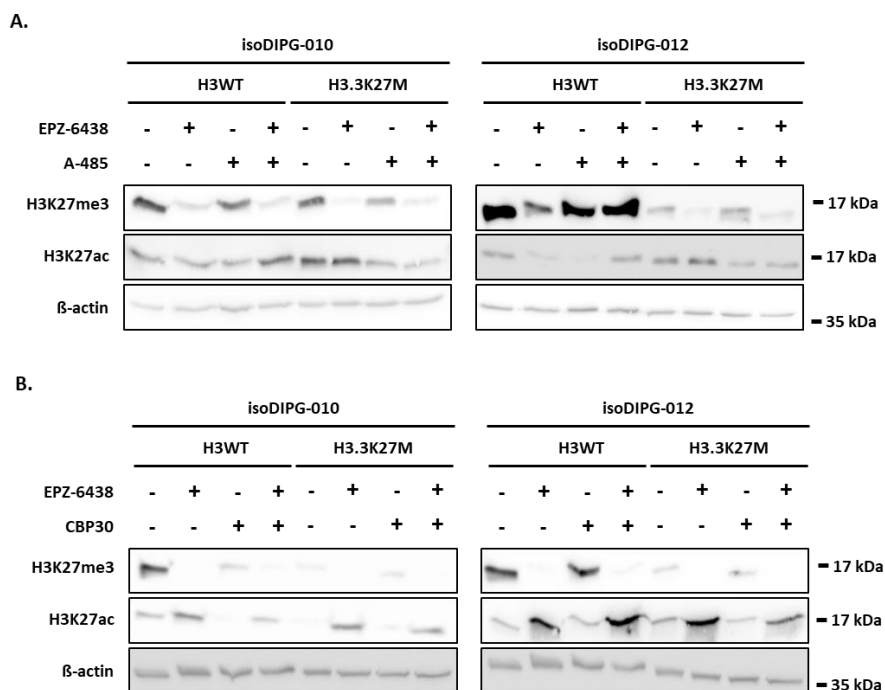 A.
isoDIPG-010 isoDIPG-012
H3WT H3.3K27M H3WT H3.3K27M
EPZ-6438 - + - + - + - + - + - + - + - +
A-485 - - + + - - + + - - + + - - + +
H3K27me3 17 kDa
H3K27ac 17 kDa
ß-actin
35 kDa
B.
isoDIPG-010 isoDIPG-012
H3WT H3.3K27M H3WT H3.3K27M
EPZ-6438 - + - + - + - + - + - + - + - +
CBP30 - - + + - - + + - - + + - - + +
H3K27me3 17 kDa
H3K27ac 17 kDa
ß-actin
35 kDa